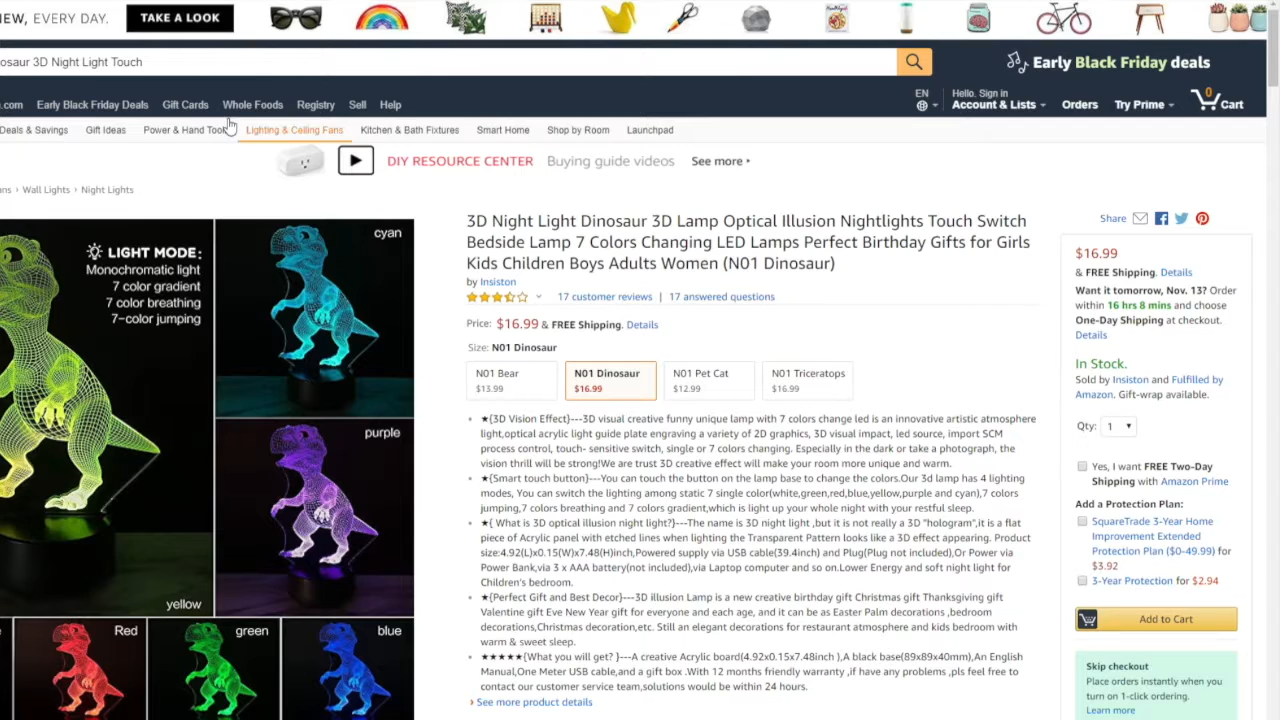 NEW, EVERY DAY.
TAKE A LOOK
osaur 3D Night Light Touch
Early Black Friday deals
.com
Early Black Friday Deals
Gift Cards
Whole Foods
Registry
Sell
Help
EN
Hello. Sign in
Account & Lists
Orders
Try Prime
0
Cart
Deals & Savings
Gift Ideas
Power & Hand Tools
Lighting & Ceiling Fans
Kitchen & Bath Fixtures
Smart Home
Shop by Room
Launchpad
DIY RESOURCE CENTER
Buying guide videos
See more ▸
ans › Wall Lights › Night Lights
LIGHT MODE:
Monochromatic light
7 color gradient
7 color breathing
7-color jumping
cyan
purple
yellow
Red
green
blue
3D Night Light Dinosaur 3D Lamp Optical Illusion Nightlights Touch Switch
Bedside Lamp 7 Colors Changing LED Lamps Perfect Birthday Gifts for Girls
Kids Children Boys Adults Women (N01 Dinosaur)
by Insiston
17 customer reviews | 17 answered questions
Price: $16.99 & FREE Shipping. Details
Size: N01 Dinosaur
N01 Bear
$13.99
N01 Dinosaur
$16.99
N01 Pet Cat
$12.99
N01 Triceratops
$16.99
★{3D Vision Effect}---3D visual creative funny unique lamp with 7 colors change led is an innovative artistic atmosphere
light,optical acrylic light guide plate engraving a variety of 2D graphics, 3D visual impact, led source, import SCM
process control, touch- sensitive switch, single or 7 colors changing. Especially in the dark or take a photograph, the
vision thrill will be strong!We are trust 3D creative effect will make your room more unique and warm.
★{Smart touch button}---You can touch the button on the lamp base to change the colors.Our 3d lamp has 4 lighting
modes, You can switch the lighting among static 7 single color(white,green,red,blue,yellow,purple and cyan),7 colors
jumping,7 colors breathing and 7 colors gradient,which is light up your whole night with your restful sleep.
★{ What is 3D optical illusion night light?}---The name is 3D night light ,but it is not really a 3D "hologram",it is a flat
piece of Acrylic panel with etched lines when lighting the Transparent Pattern looks like a 3D effect appearing. Product
size:4.92(L)x0.15(W)x7.48(H)inch,Powered supply via USB cable(39.4inch) and Plug(Plug not included),Or Power via
Power Bank,via 3 x AAA battery(not included),via Laptop computer and so on.Lower Energy and soft night light for
Children's bedroom.
★{Perfect Gift and Best Decor}---3D illusion Lamp is a new creative birthday gift Christmas gift Thanksgiving gift
Valentine gift Eve New Year gift for everyone and each age, and it can be as Easter Palm decorations ,bedroom
decorations,Christmas decoration,etc. Still an elegant decorations for restaurant atmosphere and kids bedroom with
warm & sweet sleep.
★★★★★{What you will get? }---A creative Acrylic board(4.92x0.15x7.48inch ),A black base(89x89x40mm),An English
Manual,One Meter USB cable,and a gift box .With 12 months friendly warranty ,if have any problems ,pls feel free to
contact our customer service team,solutions would be within 24 hours.
› See more product details
Share
$16.99
& FREE Shipping. Details
Want it tomorrow, Nov. 13? Order
within 16 hrs 8 mins and choose
One-Day Shipping at checkout.
Details
In Stock.
Sold by Insiston and Fulfilled by
Amazon. Gift-wrap available.
Qty: 1
Yes, I want FREE Two-Day
Shipping with Amazon Prime
Add a Protection Plan:
SquareTrade 3-Year Home
Improvement Extended
Protection Plan ($0-49.99) for
$3.92
3-Year Protection for $2.94
Add to Cart
Skip checkout
Place orders instantly when you
turn on 1-click ordering.
Learn more